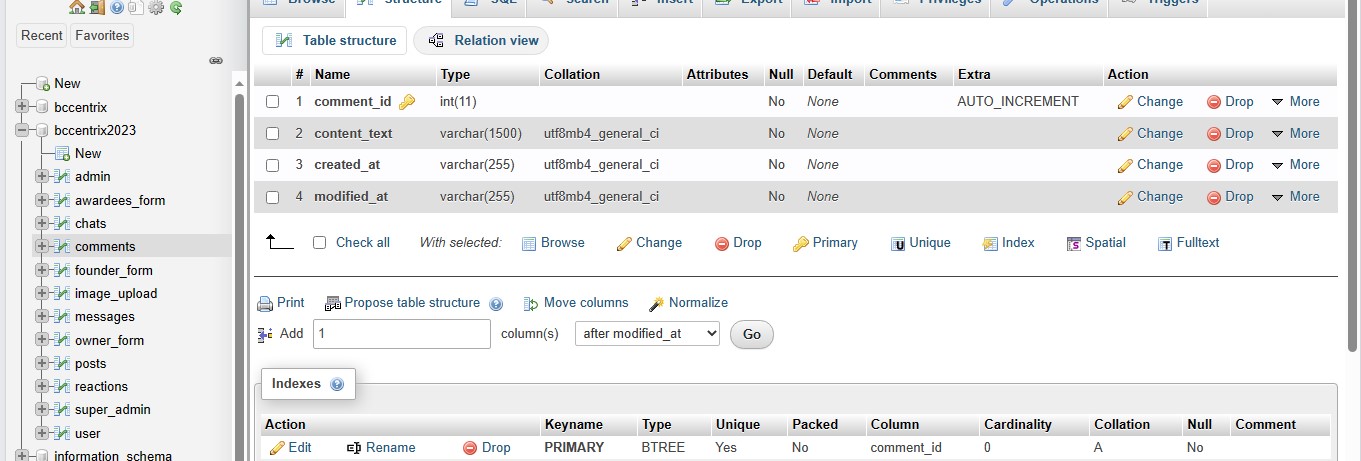 Browse Structure SQL Search Insert Export Import Privileges Operations Triggers
Recent Favorites
New
bccentrix
bccentrix2023
New
admin
awardees_form
chats
comments
founder_form
image_upload
messages
owner_form
posts
reactions
super_admin
user
information_schema
Table structure Relation view
# Name Type Collation Attributes Null Default Comments Extra Action
1 comment_id int(11) No None AUTO_INCREMENT Change Drop More
2 content_text varchar(1500) utf8mb4_general_ci No None Change Drop More
3 created_at varchar(255) utf8mb4_general_ci No None Change Drop More
4 modified_at varchar(255) utf8mb4_general_ci No None Change Drop More
Check all With selected: Browse Change Drop Primary Unique Index Spatial Fulltext
Print Propose table structure Move columns Normalize
Add 1 column(s) after modified_at Go
Indexes
Action Keyname Type Unique Packed Column Cardinality Collation Null Comment
Edit Rename Drop PRIMARY BTREE Yes No comment_id 0 A No